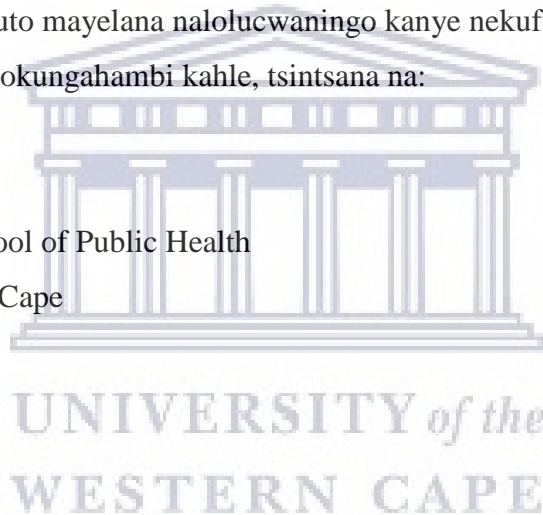 uto mayelana nalolucwaningo kanye nekuf
okungahambi kahle, tsintsana na:
ool of Public Health
Cape
UNIVERSITY of the
WESTERN CAPE